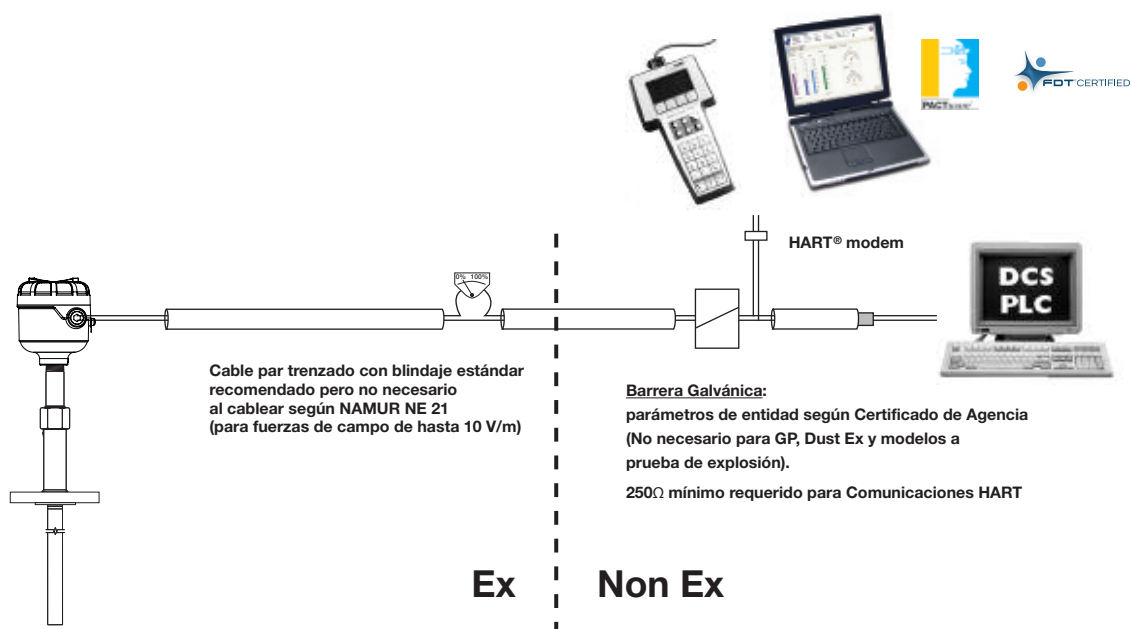 PACTware
FDT CERTIFIED
HART® modem
0% 100%
DCS
PLC
Cable par trenzado con blindaje estándar
recomendado pero no necesario
al cablear según NAMUR NE 21
(para fuerzas de campo de hasta 10 V/m)
Barrera Galvánica:
parámetros de entidad según Certificado de Agencia
(No necesario para GP, Dust Ex y modelos a
prueba de explosión).
250Ω mínimo requerido para Comunicaciones HART
Ex
Non Ex